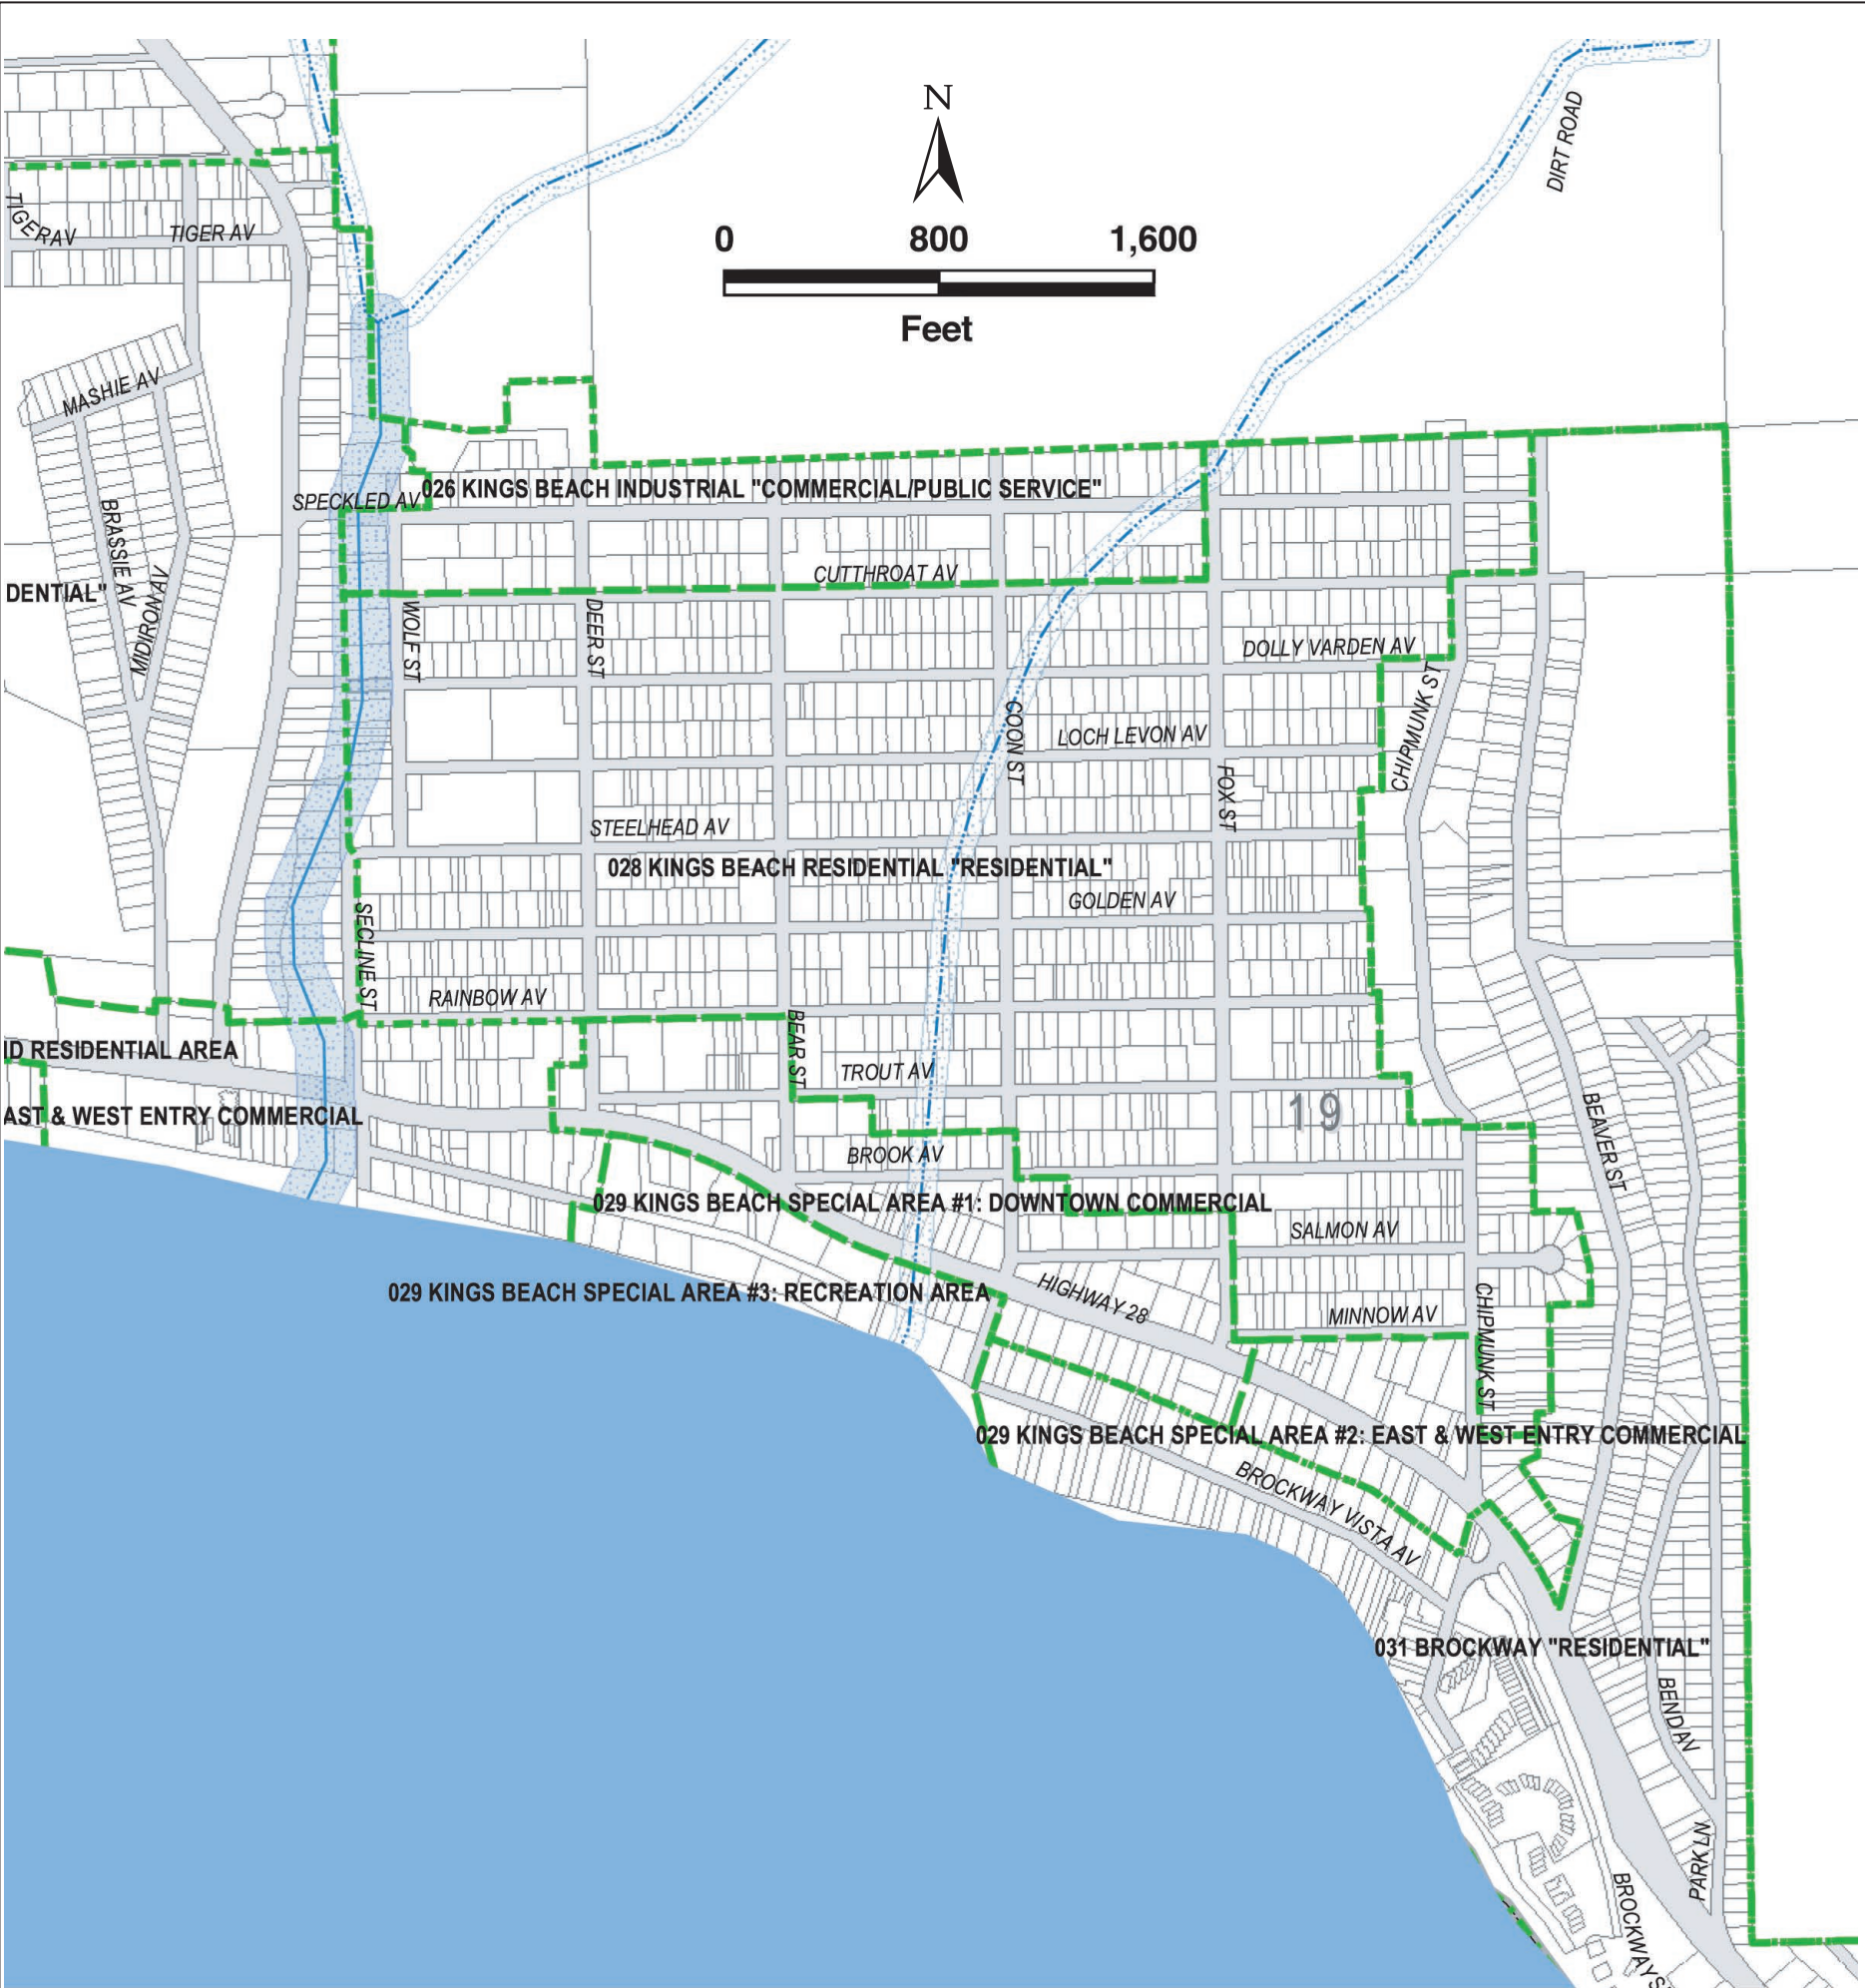 N
0 800 1,600
Feet
DIRT ROAD
TIGER AV
TIGER AV
MASHIE AV
BRASSIE AV
MIDIRON AV
DENTIAL"
SPECKLED AV
026 KINGS BEACH INDUSTRIAL "COMMERCIAL/PUBLIC SERVICE"
CUTTHROAT AV
WOLF ST
DEER ST
DOLLY VARDEN AV
CHIPMUNK ST
COON ST
LOCH LEVON AV
FOX ST
STEELHEAD AV
028 KINGS BEACH RESIDENTIAL "RESIDENTIAL"
GOLDEN AV
SECLINE ST
RAINBOW AV
BEAR ST
TROUT AV
19
BEAVER ST
ID RESIDENTIAL AREA
AST & WEST ENTRY COMMERCIAL
BROOK AV
029 KINGS BEACH SPECIAL AREA #1: DOWNTOWN COMMERCIAL
SALMON AV
029 KINGS BEACH SPECIAL AREA #3: RECREATION AREA
HIGHWAY 28
MINNOW AV
CHIPMUNK ST
029 KINGS BEACH SPECIAL AREA #2: EAST & WEST ENTRY COMMERCIAL
BROCKWAY VISTA AV
031 BROCKWAY "RESIDENTIAL"
BEND AV
PARK LN
BROCKWAY S